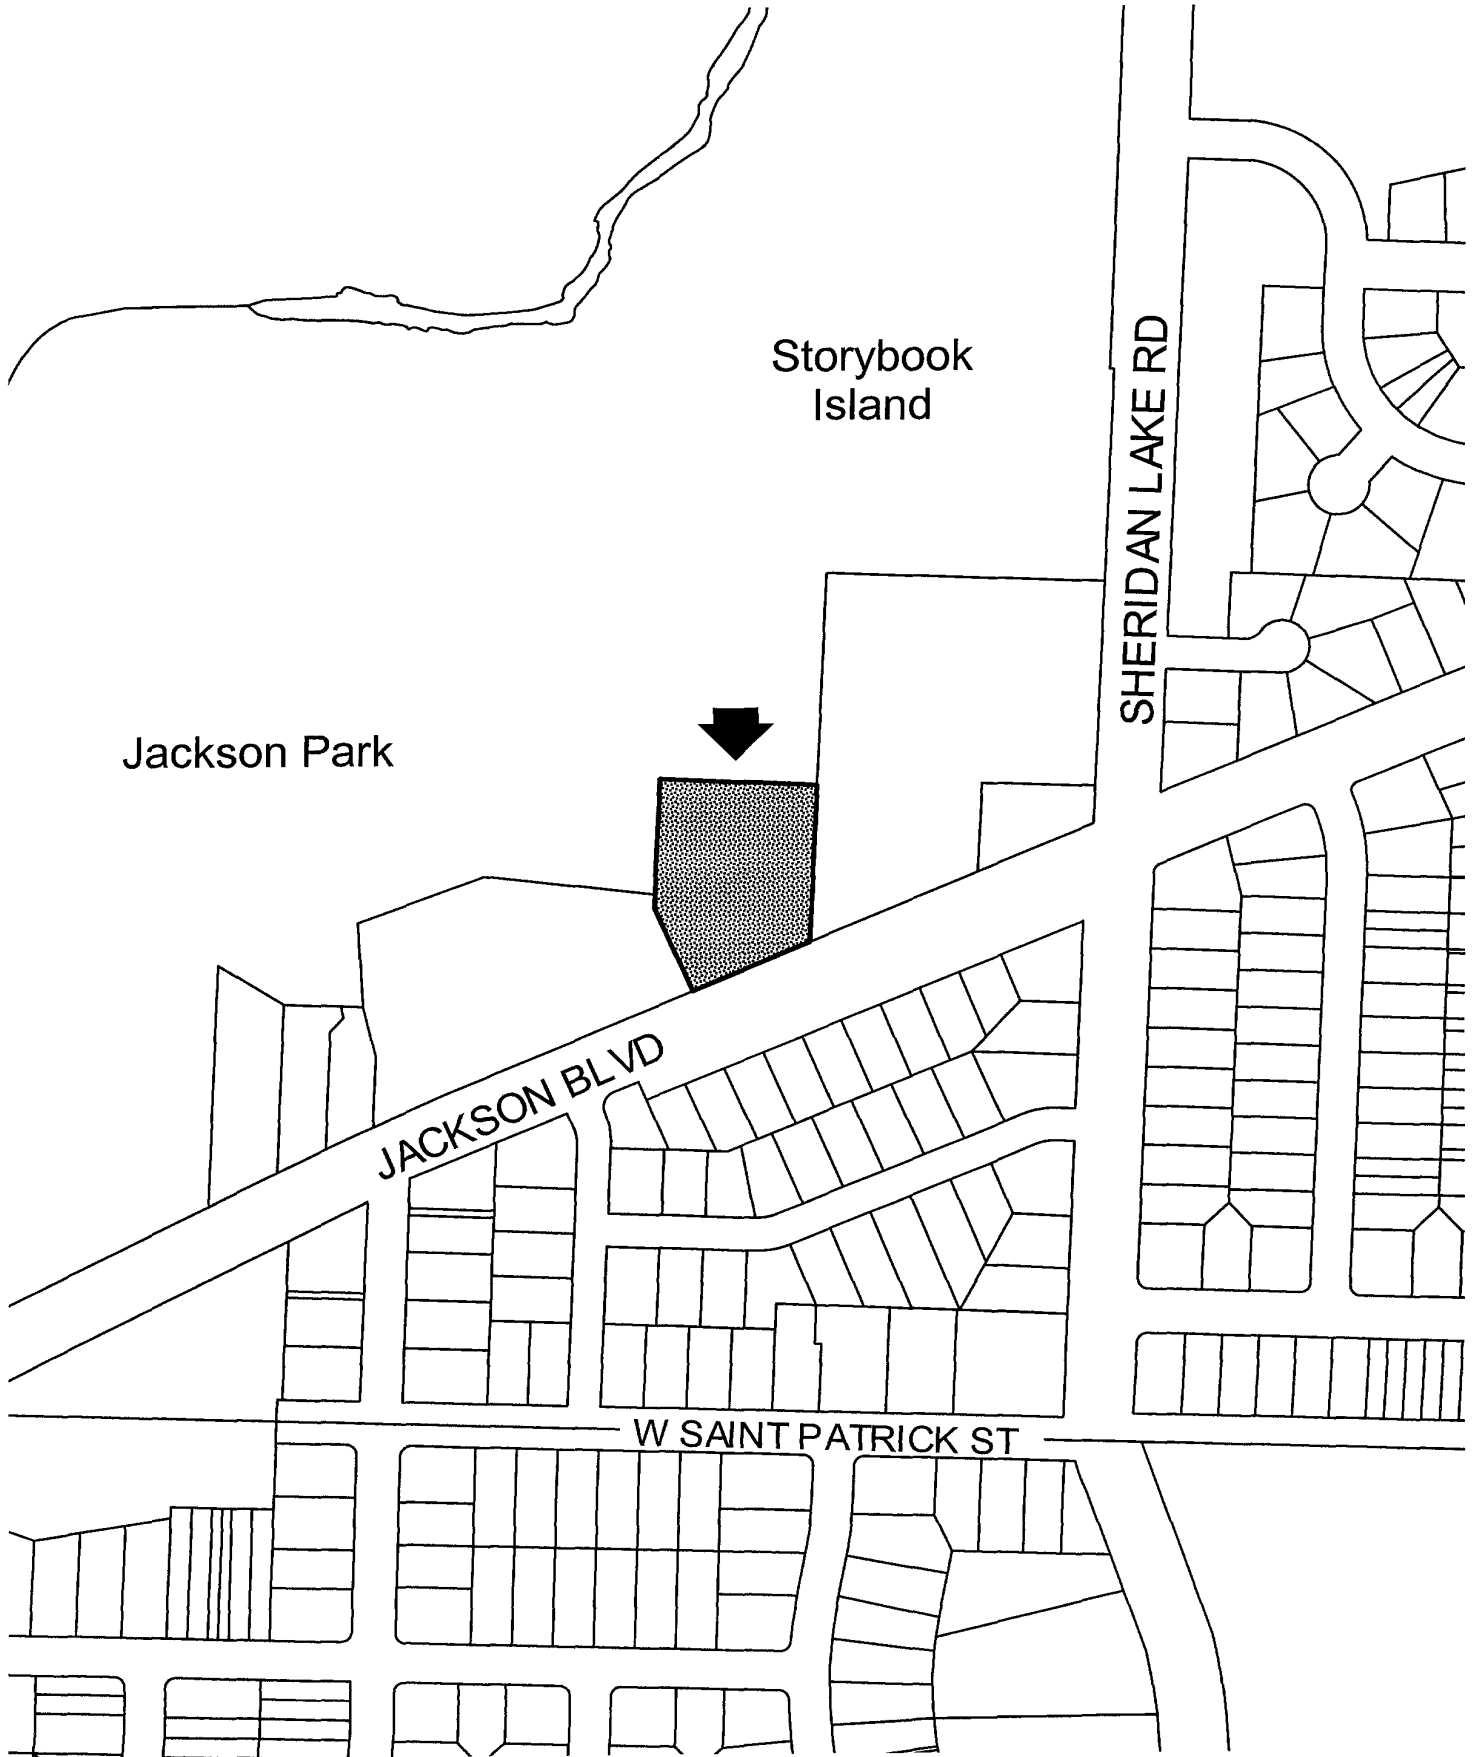 Storybook
Island
SHERIDAN LAKE RD
Jackson Park
JACKSON BLVD
W SAINT PATRICK ST